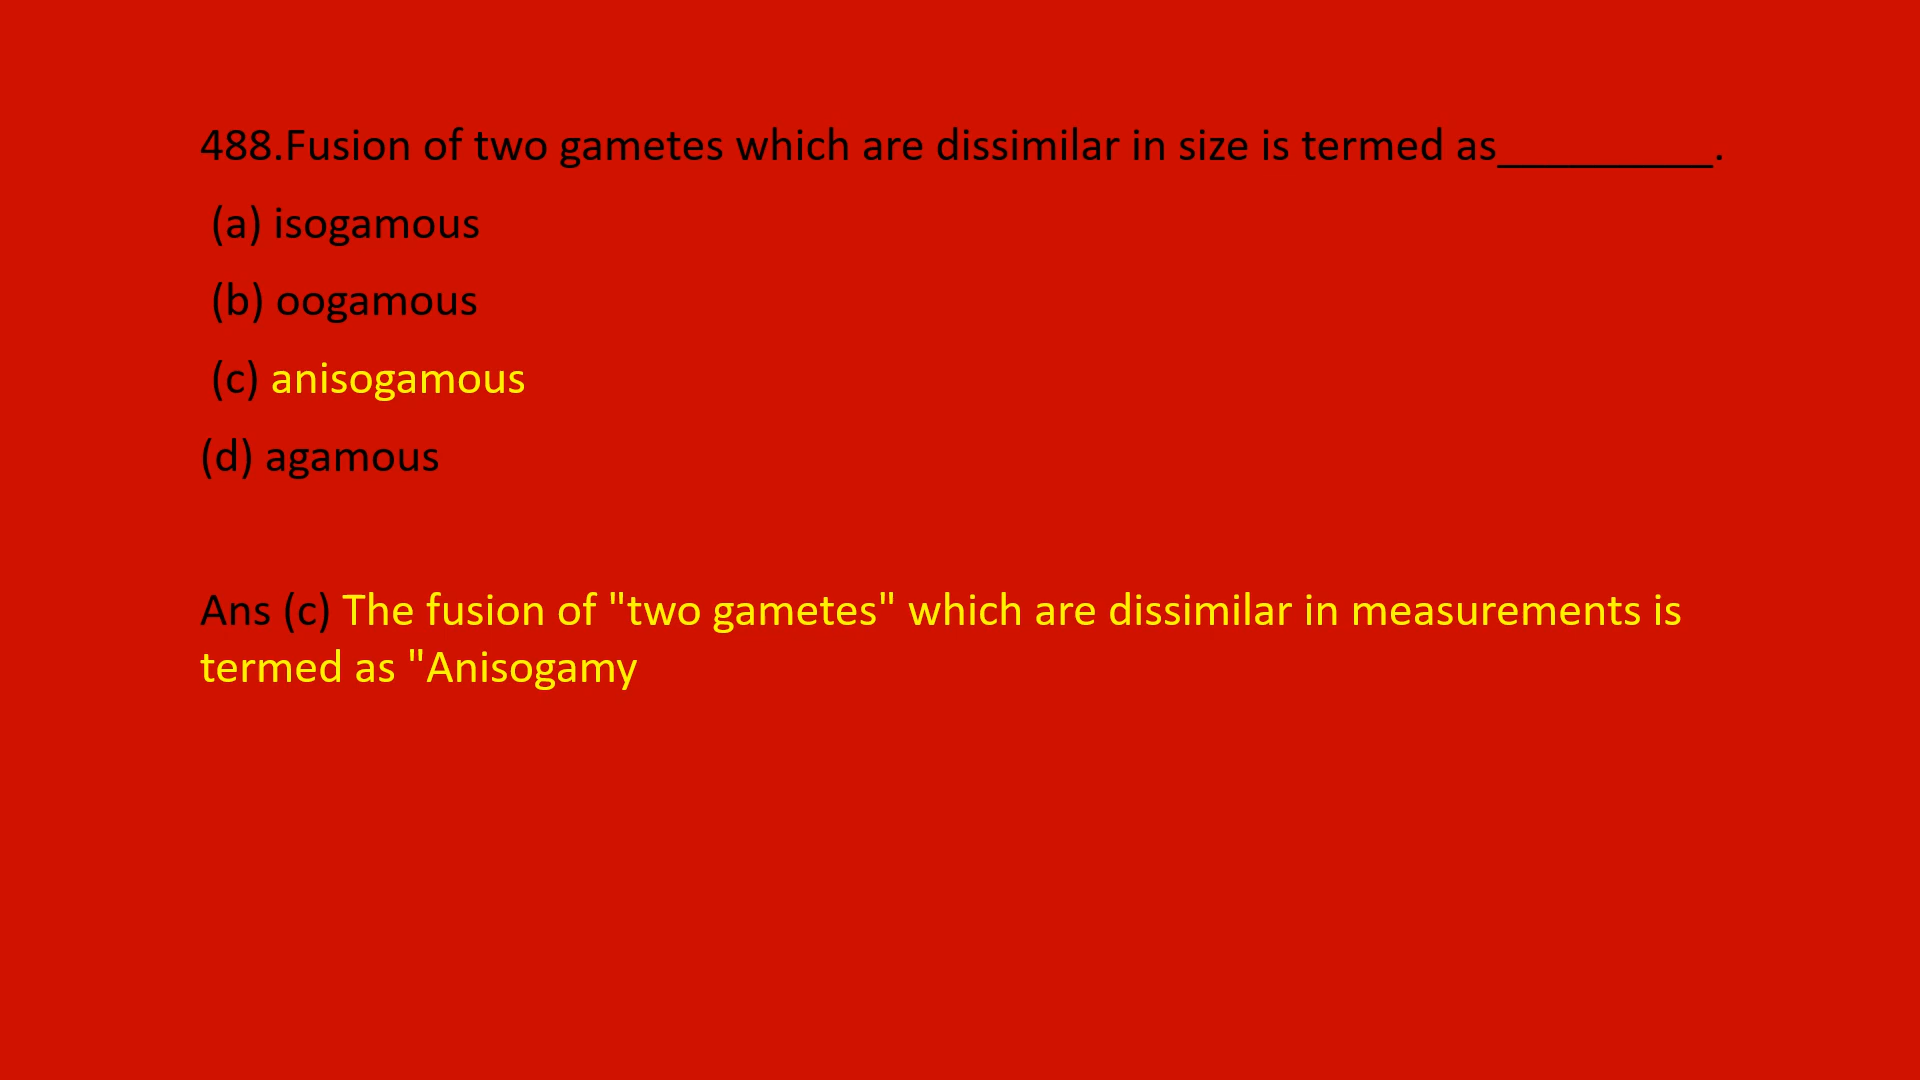 488.Fusion of two gametes which are dissimilar in size is termed as_________.
(a) isogamous
(b) oogamous
(c) anisogamous
(d) agamous
Ans (c) The fusion of "two gametes" which are dissimilar in measurements is
termed as "Anisogamy